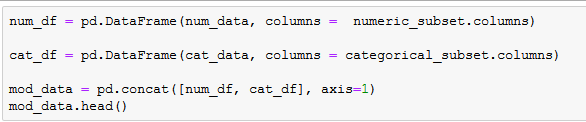 num_df = pd.DataFrame(num_data, columns =  numeric_subset.columns)
cat_df = pd.DataFrame(cat_data, columns = categorical_subset.columns)
mod_data = pd.concat([num_df, cat_df], axis=1)
mod_data.head()